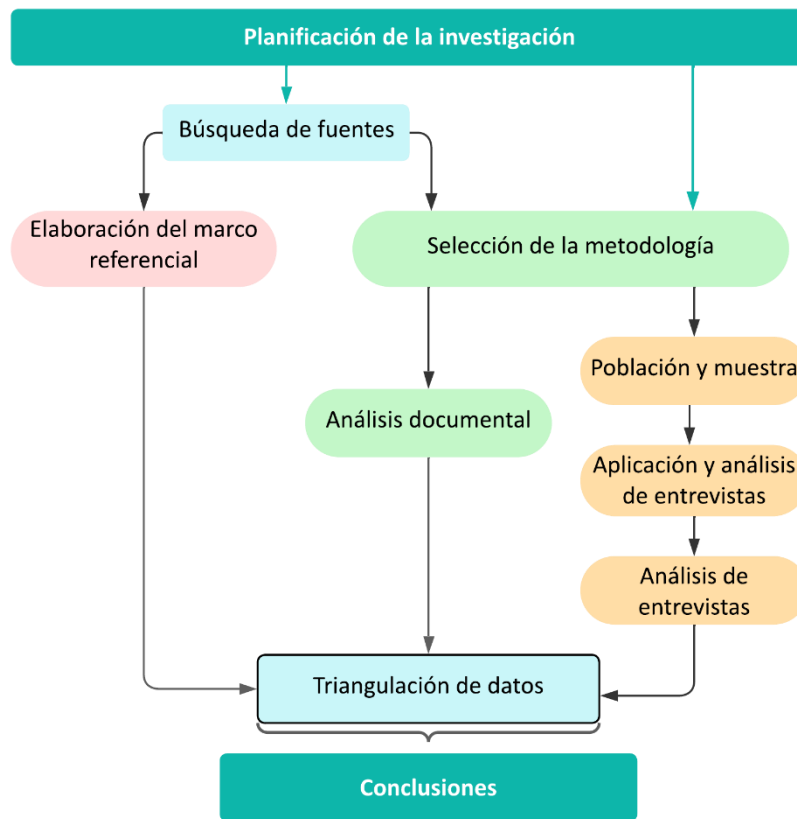 Planificación de la investigación
Búsqueda de fuentes
Elaboración del marco
referencial
Selección de la metodología
Población y muestra
Análisis documental
Aplicación y análisis
de entrevistas
Análisis de
entrevistas
Triangulación de datos
Conclusiones